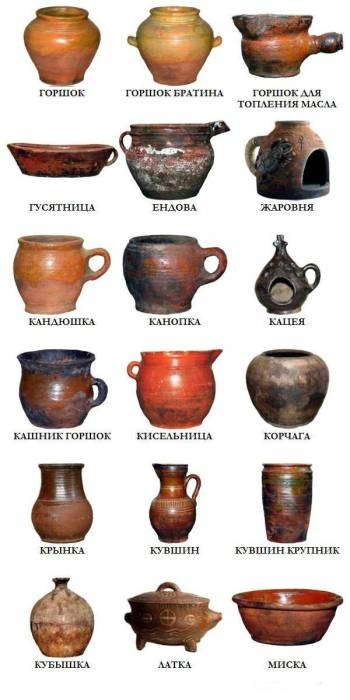 ГОРШОК
ГОРШОК БРАТИНА
ГОРШОК ДЛЯ
ТОПЛЕНИЯ МАСЛА
ГУСЯТНИЦА
ЕНДОВА
ЖАРОВНЯ
КАНДЮШКА
КАНОПКА
КАЦЕЯ
КАШНИК ГОРШОК
КИСЕЛЬНИЦА
КОРЧАГА
КРЫНКА
КУВШИН
КУВШИН КРУПНИК
КУБЫШКА
ЛАТКА
МИСКА